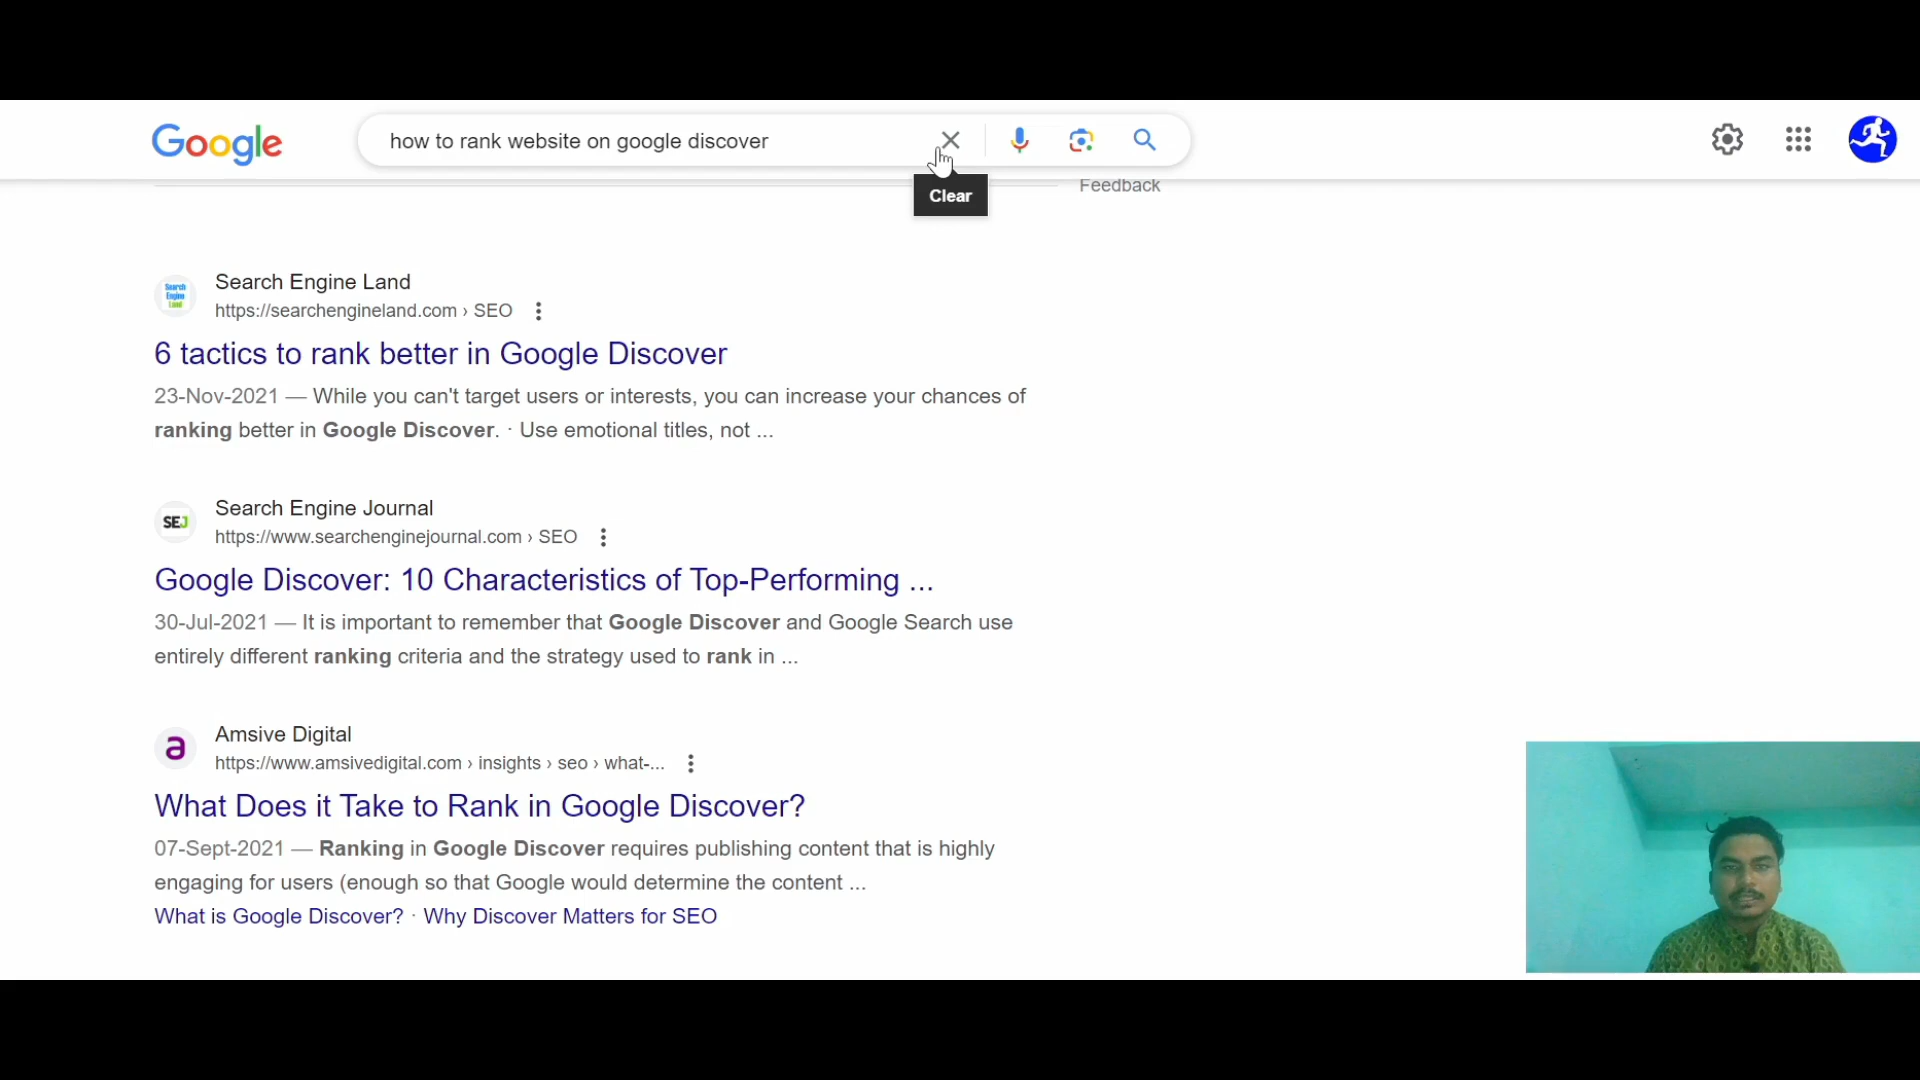 Google
how to rank website on google discover
Clear
Feedback
Search Engine Land
Search Engine Land
https://searchengineland.com › SEO
6 tactics to rank better in Google Discover
23-Nov-2021 — While you can't target users or interests, you can increase your chances of
ranking better in Google Discover. · Use emotional titles, not ...
SEJ
Search Engine Journal
https://www.searchenginejournal.com › SEO
Google Discover: 10 Characteristics of Top-Performing ...
30-Jul-2021 — It is important to remember that Google Discover and Google Search use
entirely different ranking criteria and the strategy used to rank in ...
a
Amsive Digital
https://www.amsivedigital.com › insights › seo › what-...
What Does it Take to Rank in Google Discover?
07-Sept-2021 — Ranking in Google Discover requires publishing content that is highly
engaging for users (enough so that Google would determine the content ...
What is Google Discover? · Why Discover Matters for SEO